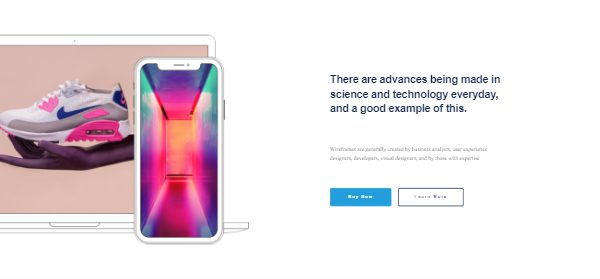 There are advances being made in
science and technology everyday,
and a good example of this.
Wireframes are generally created by business analysts, user experience
designers, developers, visual designers, and by those with expertise
Buy Now
Learn More